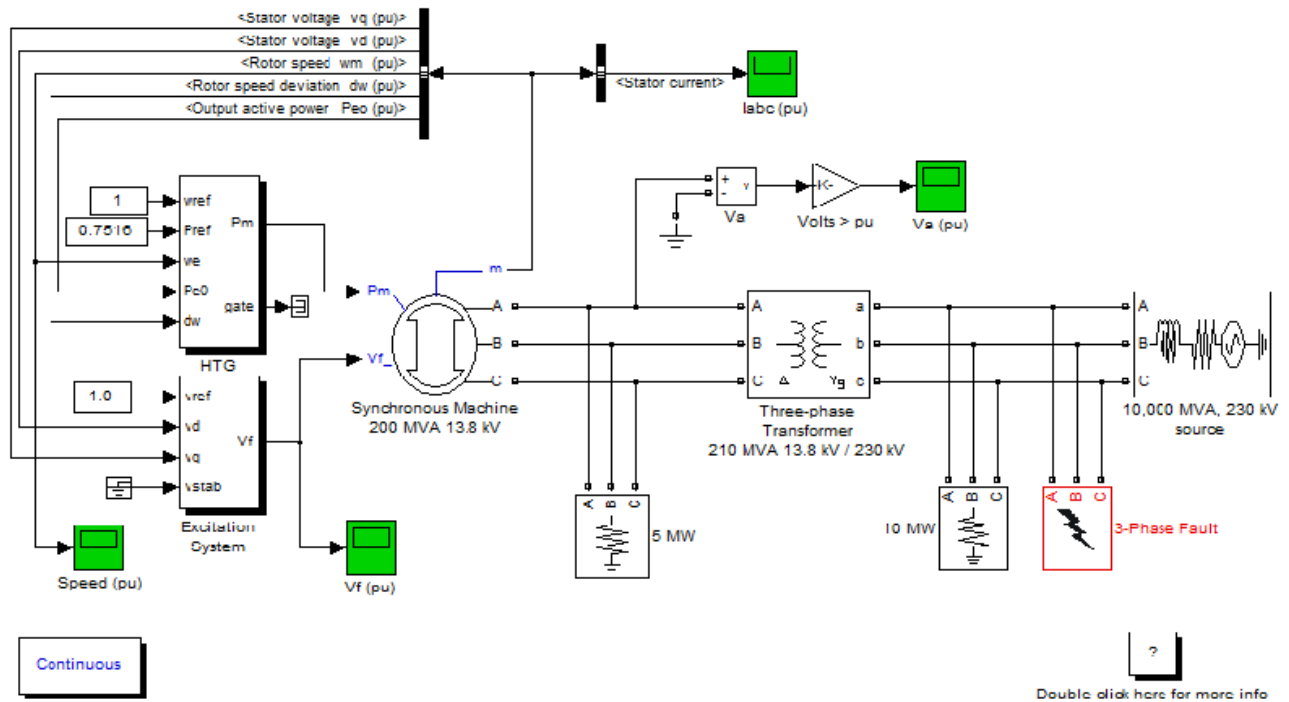 <Stator voltage vq (pu)>
<Stator voltage vd (pu)>
<Rotor speed wm (pu)>
<Rotor speed deviation dw (pu)>
<Output active power Peo (pu)>
<Stator current>
Iabc (pu)
+
-
v
Va
K-
Volts > pu
Va (pu)
1
0.7516
wref
Pref
we
Pe0
dw
Pm
gate
HTG
m
Pm
Vf_
A
B
C
Synchronous Machine
200 MVA 13.8 kV
A
B
C
a
b
c
Δ
Yg
Three-phase
Transformer
210 MVA 13.8 kV / 230 kV
A
B
C
10,000 MVA, 230 kV
source
1.0
vref
vd
vq
vstab
Vf
Excitation
System
Speed (pu)
Vf (pu)
A
B
C
5 MW
A
B
C
10 MW
A
B
C
3-Phase Fault
Continuous
?
Double click here for more info